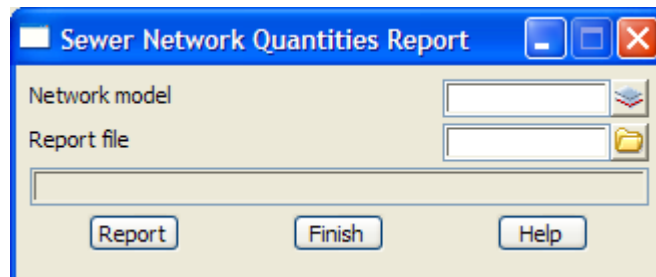 Sewer Network Quantities Report
Network model
Report file
Report Finish Help